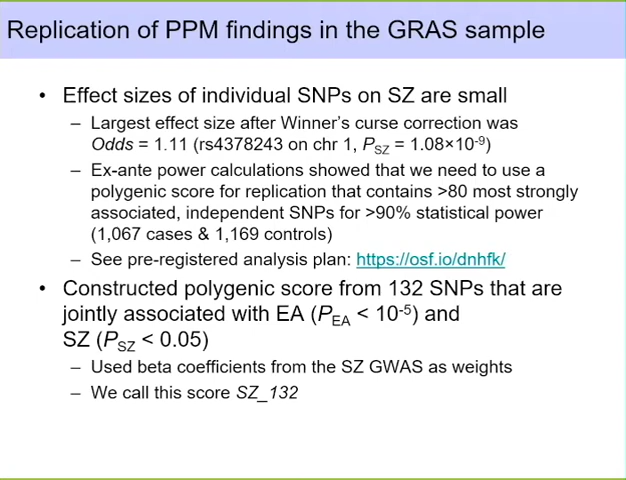 Replication of PPM findings in the GRAS sample
• Effect sizes of individual SNPs on SZ are small
– Largest effect size after Winner's curse correction was
Odds = 1.11 (rs4378243 on chr 1, P_SZ = 1.08×10⁻⁹)
– Ex-ante power calculations showed that we need to use a
polygenic score for replication that contains >80 most strongly
associated, independent SNPs for >90% statistical power
(1,067 cases & 1,169 controls)
– See pre-registered analysis plan: https://osf.io/dnhfk/
• Constructed polygenic score from 132 SNPs that are
jointly associated with EA (P_EA < 10⁻⁵) and
SZ (P_SZ < 0.05)
– Used beta coefficients from the SZ GWAS as weights
– We call this score SZ_132